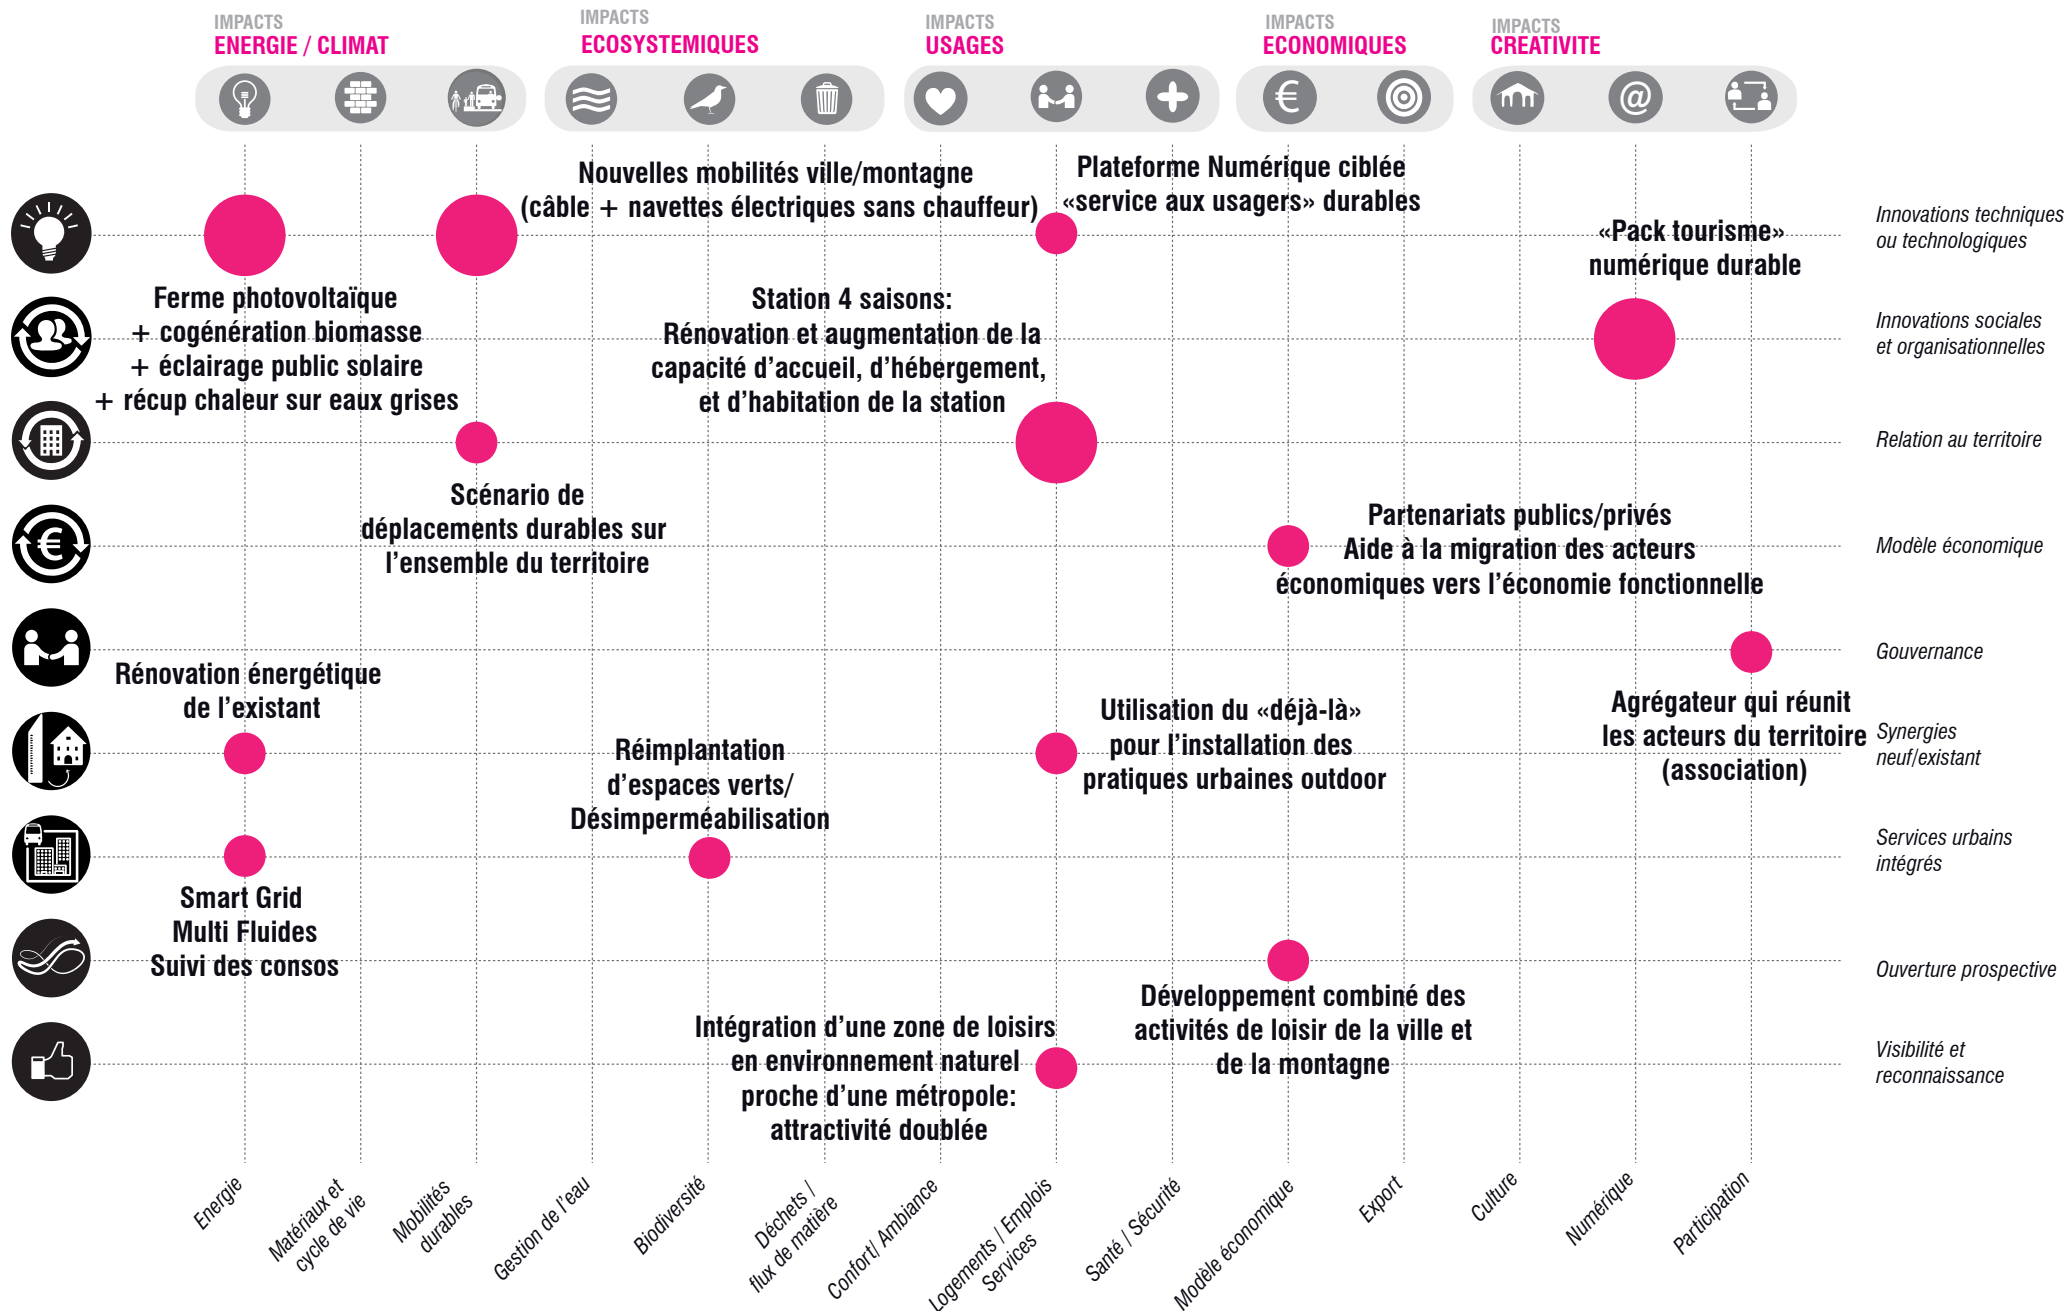 IMPACTS
ENERGIE / CLIMAT
IMPACTS
ECOSYSTEMIQUES
IMPACTS
USAGES
IMPACTS
ECONOMIQUES
IMPACTS
CREATIVITE
€
@
Nouvelles mobilités ville/montagne
(câble + navettes électriques sans chauffeur)
Plateforme Numérique ciblée
«service aux usagers» durables
«Pack tourisme»
numérique durable
Innovations techniques
ou technologiques
Ferme photovoltaïque
+ cogénération biomasse
+ éclairage public solaire
+ récup chaleur sur eaux grises
Station 4 saisons:
Rénovation et augmentation de la
capacité d'accueil, d'hébergement,
et d'habitation de la station
Innovations sociales
et organisationnelles
Relation au territoire
Scénario de
déplacements durables sur
l'ensemble du territoire
€
Partenariats publics/privés
Aide à la migration des acteurs
économiques vers l'économie fonctionnelle
Modèle économique
Gouvernance
Rénovation énergétique
de l'existant
Réimplantation
d'espaces verts/
Désimperméabilisation
Utilisation du «déjà-là»
pour l'installation des
pratiques urbaines outdoor
Agrégateur qui réunit
les acteurs du territoire
(association)
Synergies
neuf/existant
Services urbains
intégrés
Smart Grid
Multi Fluides
Suivi des consos
Ouverture prospective
Intégration d'une zone de loisirs
en environnement naturel
proche d'une métropole:
attractivité doublée
Développement combiné des
activités de loisir de la ville et
de la montagne
Visibilité et
reconnaissance
Energie
Matériaux et
cycle de vie
Mobilités
durables
Gestion de l'eau
Biodiversité
Déchets /
flux de matière
Confort/ Ambiance
Logements / Emplois
Services
Santé / Sécurité
Modèle économique
Export
Culture
Numérique
Participation